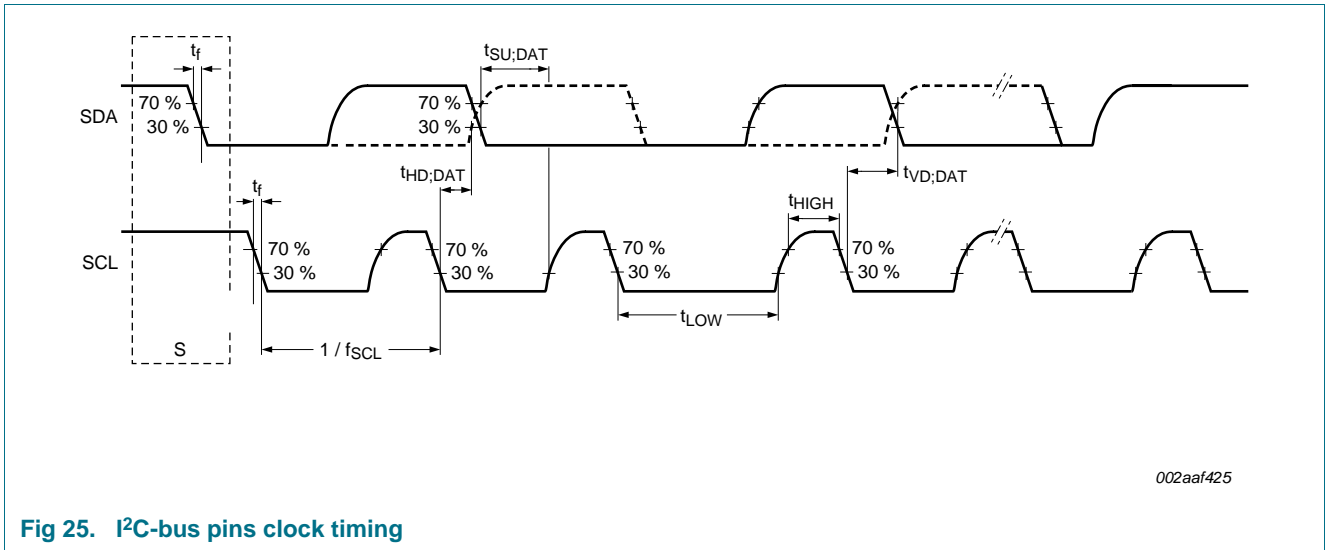 tf
tSU;DAT
SDA
70 %
30 %
70 %
30 %
tf
tHD;DAT
tHIGH
tVD;DAT
SCL
70 %
30 %
70 %
30 %
70 %
30 %
70 %
30 %
tLOW
S
1 / fSCL
002aaf425
Fig 25. I2C-bus pins clock timing